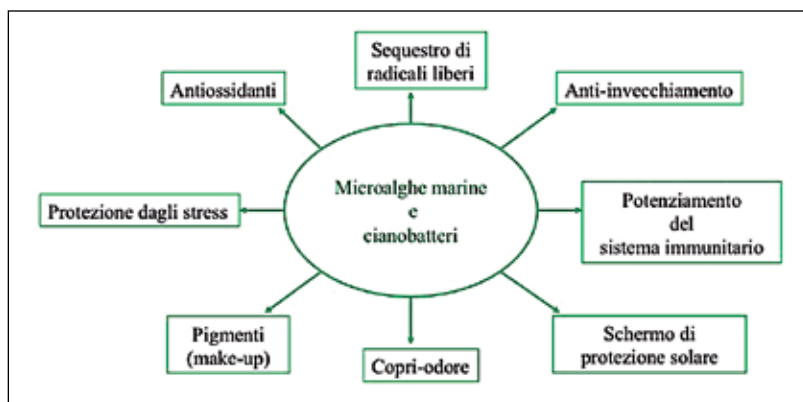 Sequestro di
radicali liberi
Antiossidanti
Anti-invecchiamento
Microalghe marine
e
cianobatteri
Protezione dagli stress
Potenziamento
del
sistema immunitario
Pigmenti
(make-up)
Copri-odore
Schermo di
protezione solare